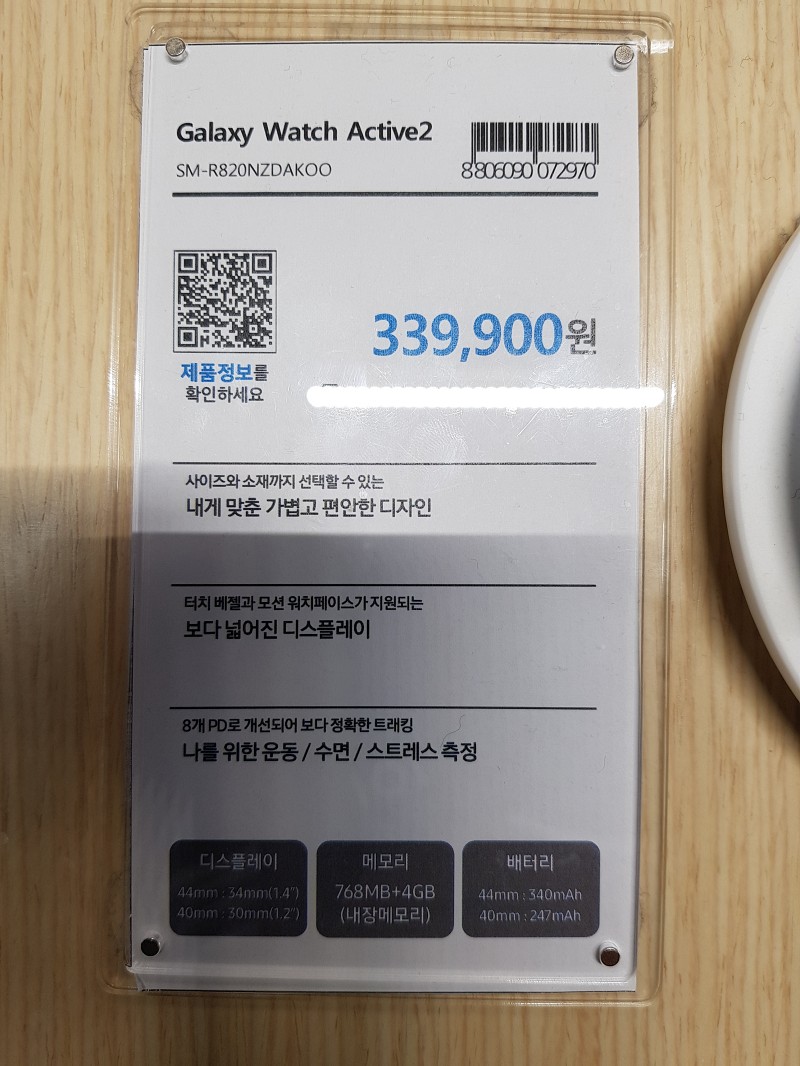 Galaxy Watch Active2
SM-R820NZDAKOO
8 806090 072970
339,900원
제품정보를
확인하세요
사이즈와 소재까지 선택할 수 있는
내게 맞춘 가볍고 편안한 디자인
터치 베젤과 모션 워치페이스가 지원되는
보다 넓어진 디스플레이
8개 PD로 개선되어 보다 정확한 트래킹
나를 위한 운동 / 수면 / 스트레스 측정
디스플레이
44mm : 34mm(1.4")
40mm : 30mm(1.2")
메모리
768MB+4GB
(내장메모리)
배터리
44mm : 340mAh
40mm : 247mAh